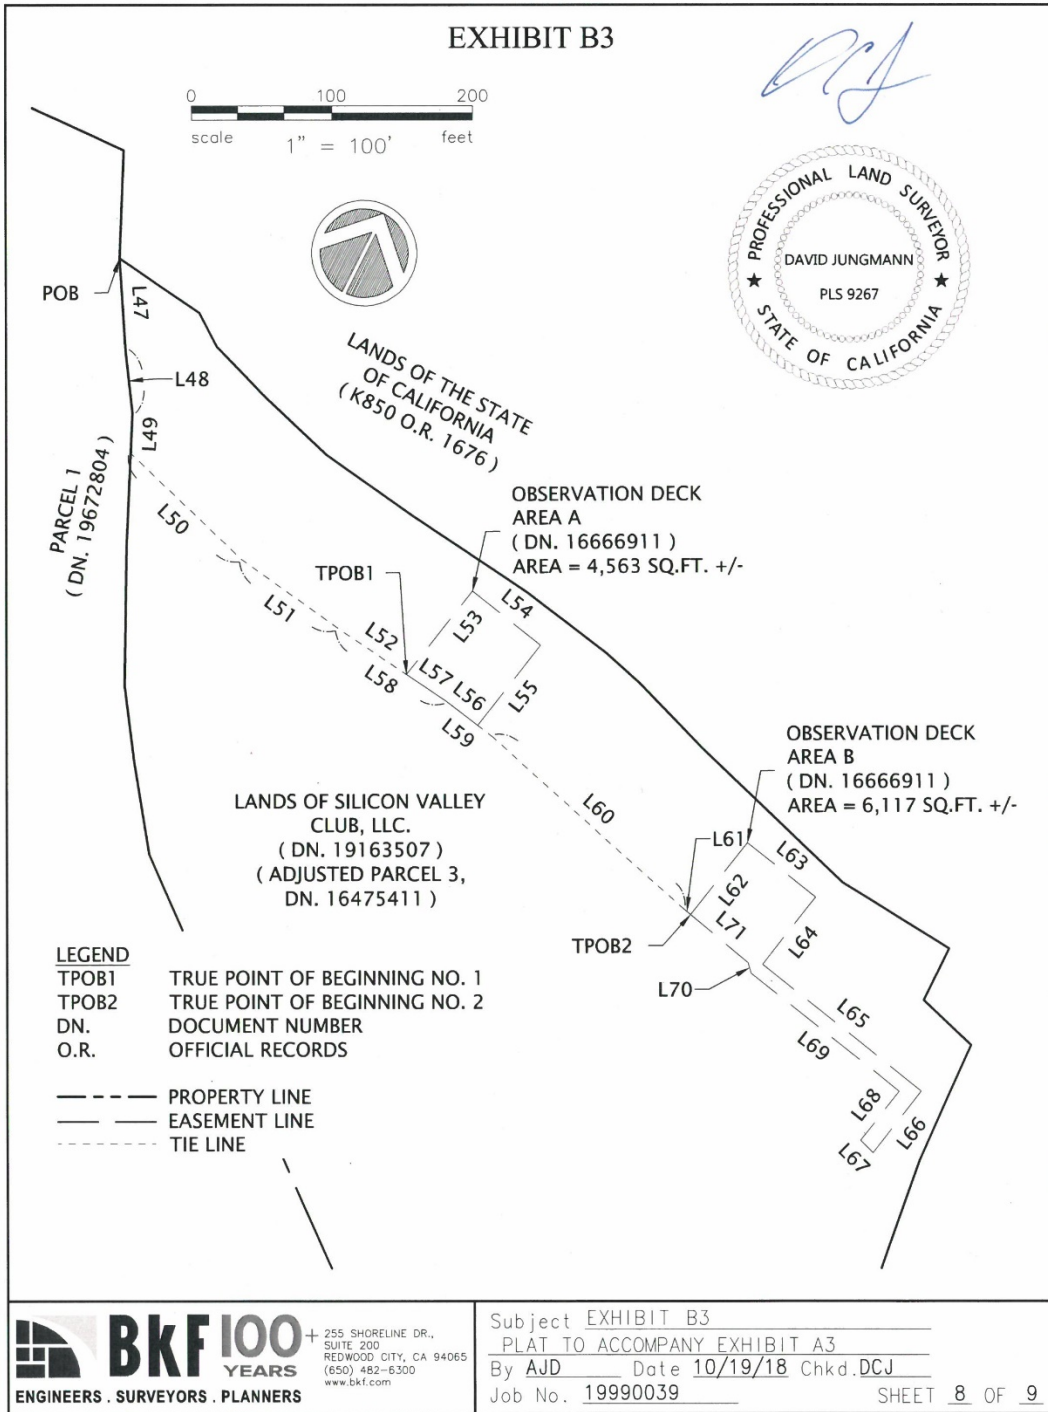 EXHIBIT B3
0 100 200
scale 1" = 100' feet
PROFESSIONAL LAND SURVEYOR
DAVID JUNGMANN
PLS 9267
STATE OF CALIFORNIA
POB
L47
L48
L49
LANDS OF THE STATE
OF CALIFORNIA
( K850 O.R. 1676 )
PARCEL 1
( DN. 19672804 )
L50
OBSERVATION DECK
AREA A
( DN. 16666911 )
AREA = 4,563 SQ.FT. +/-
TPOB1
L51
L52
L53
L54
L55
L57
L56
L58
L59
L60
OBSERVATION DECK
AREA B
( DN. 16666911 )
AREA = 6,117 SQ.FT. +/-
LANDS OF SILICON VALLEY
CLUB, LLC.
( DN. 19163507 )
( ADJUSTED PARCEL 3,
DN. 16475411 )
L61
L62
L63
L64
L71
TPOB2
L70
L65
L69
L68
L66
L67
LEGEND
TPOB1 TRUE POINT OF BEGINNING NO. 1
TPOB2 TRUE POINT OF BEGINNING NO. 2
DN. DOCUMENT NUMBER
O.R. OFFICIAL RECORDS
PROPERTY LINE
EASEMENT LINE
TIE LINE
BKF 100+ YEARS
ENGINEERS . SURVEYORS . PLANNERS
255 SHORELINE DR.,
SUITE 200
REDWOOD CITY, CA 94065
(650) 482-6300
www.bkf.com
Subject EXHIBIT B3
PLAT TO ACCOMPANY EXHIBIT A3
By AJD Date 10/19/18 Chkd. DCJ
Job No. 19990039 SHEET 8 OF 9